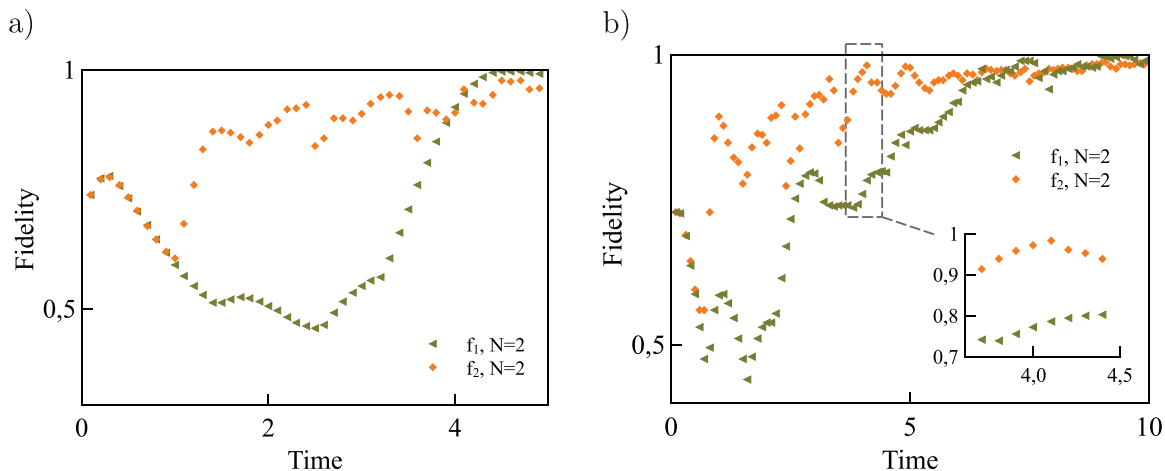 a)
1
0,5
Fidelity
f₁, N=2
f₂, N=2
0
2
4
Time
b)
1
0,5
Fidelity
f₁, N=2
f₂, N=2
1
0,9
0,8
0,7
4,0
4,5
0
5
10
Time